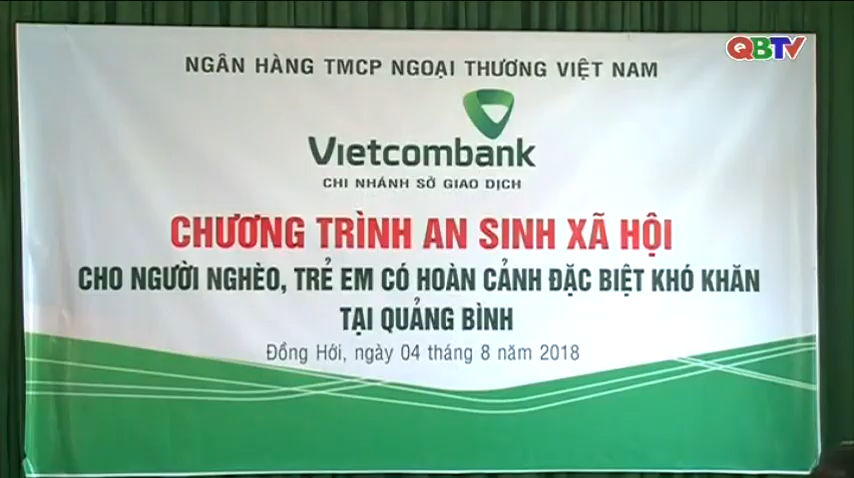 QBTV
NGÂN HÀNG TMCP NGOẠI THƯƠNG VIỆT NAM
Vietcombank
CHI NHÁNH SỞ GIAO DỊCH
CHƯƠNG TRÌNH AN SINH XÃ HỘI
CHO NGƯỜI NGHÈO, TRẺ EM CÓ HOÀN CẢNH ĐẶC BIỆT KHÓ KHĂN
TẠI QUẢNG BÌNH
Đồng Hới, ngày 04 tháng 8 năm 2018